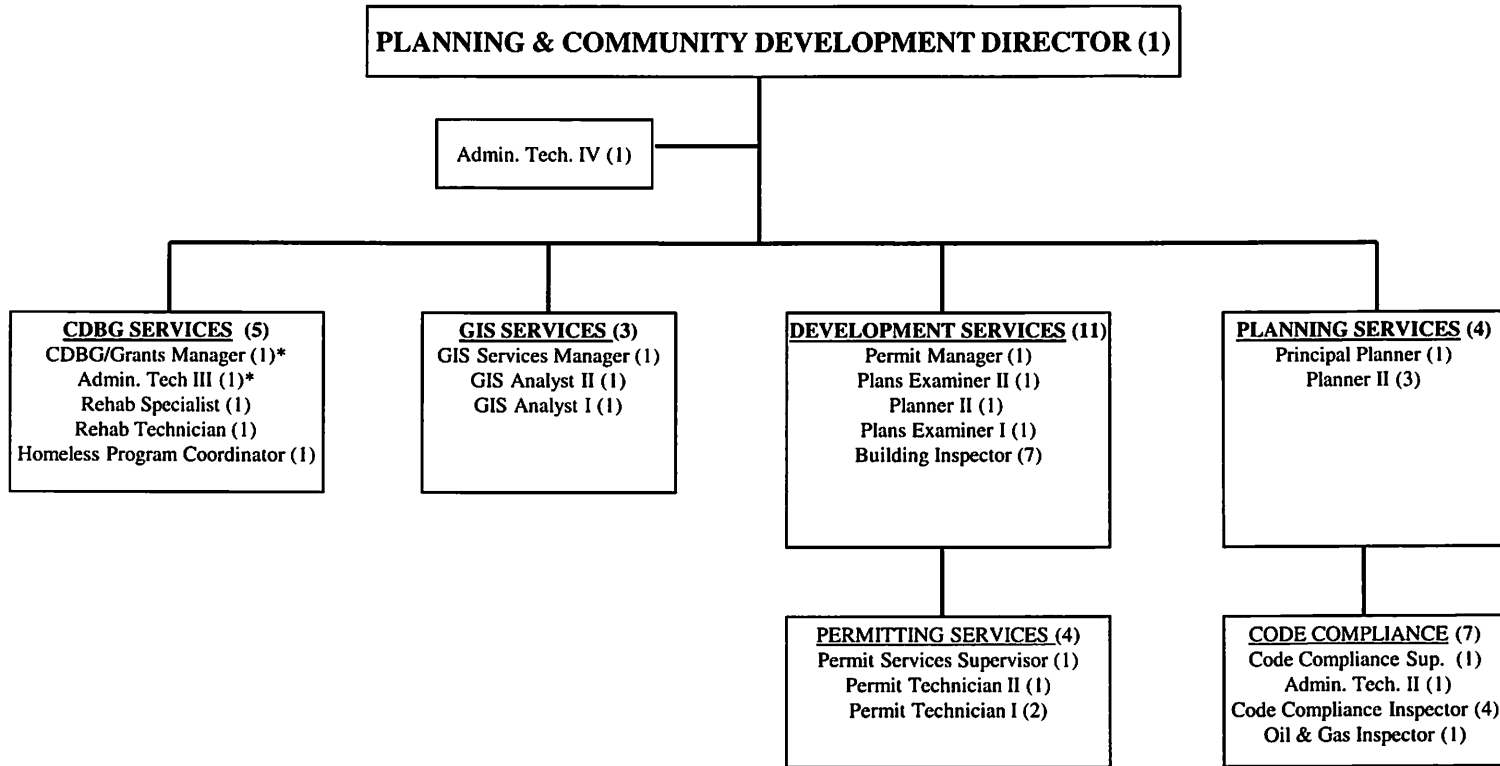 PLANNING & COMMUNITY DEVELOPMENT DIRECTOR (1)
Admin. Tech. IV (1)
CDBG SERVICES (5)
CDBG/Grants Manager (1)*
Admin. Tech III (1)*
Rehab Specialist (1)
Rehab Technician (1)
Homeless Program Coordinator (1)
GIS SERVICES (3)
GIS Services Manager (1)
GIS Analyst II (1)
GIS Analyst I (1)
DEVELOPMENT SERVICES (11)
Permit Manager (1)
Plans Examiner II (1)
Planner II (1)
Plans Examiner I (1)
Building Inspector (7)
PLANNING SERVICES (4)
Principal Planner (1)
Planner II (3)
PERMITTING SERVICES (4)
Permit Services Supervisor (1)
Permit Technician II (1)
Permit Technician I (2)
CODE COMPLIANCE (7)
Code Compliance Sup. (1)
Admin. Tech. II (1)
Code Compliance Inspector (4)
Oil & Gas Inspector (1)